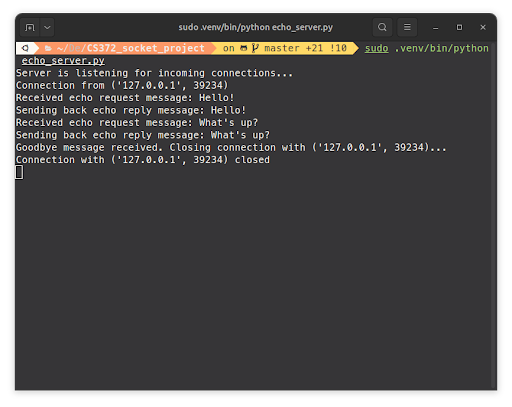 sudo .venv/bin/python echo_server.py
~/ /CS372_socket_project on master +21 !10 sudo .venv/bin/python
echo_server.py
Server is listening for incoming connections...
Connection from ('127.0.0.1', 39234)
Received echo request message: Hello!
Sending back echo reply message: Hello!
Received echo request message: What's up?
Sending back echo reply message: What's up?
Goodbye message received. Closing connection with ('127.0.0.1', 39234)...
Connection with ('127.0.0.1', 39234) closed